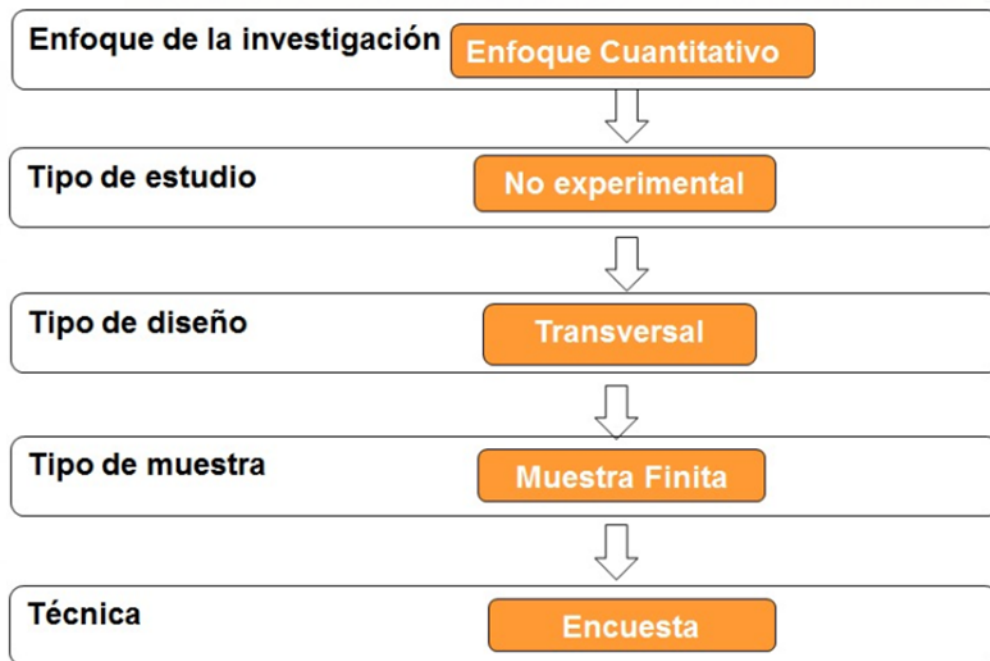 Enfoque de la investigación
Enfoque Cuantitativo
Tipo de estudio
No experimental
Tipo de diseño
Transversal
Tipo de muestra
Muestra Finita
Técnica
Encuesta